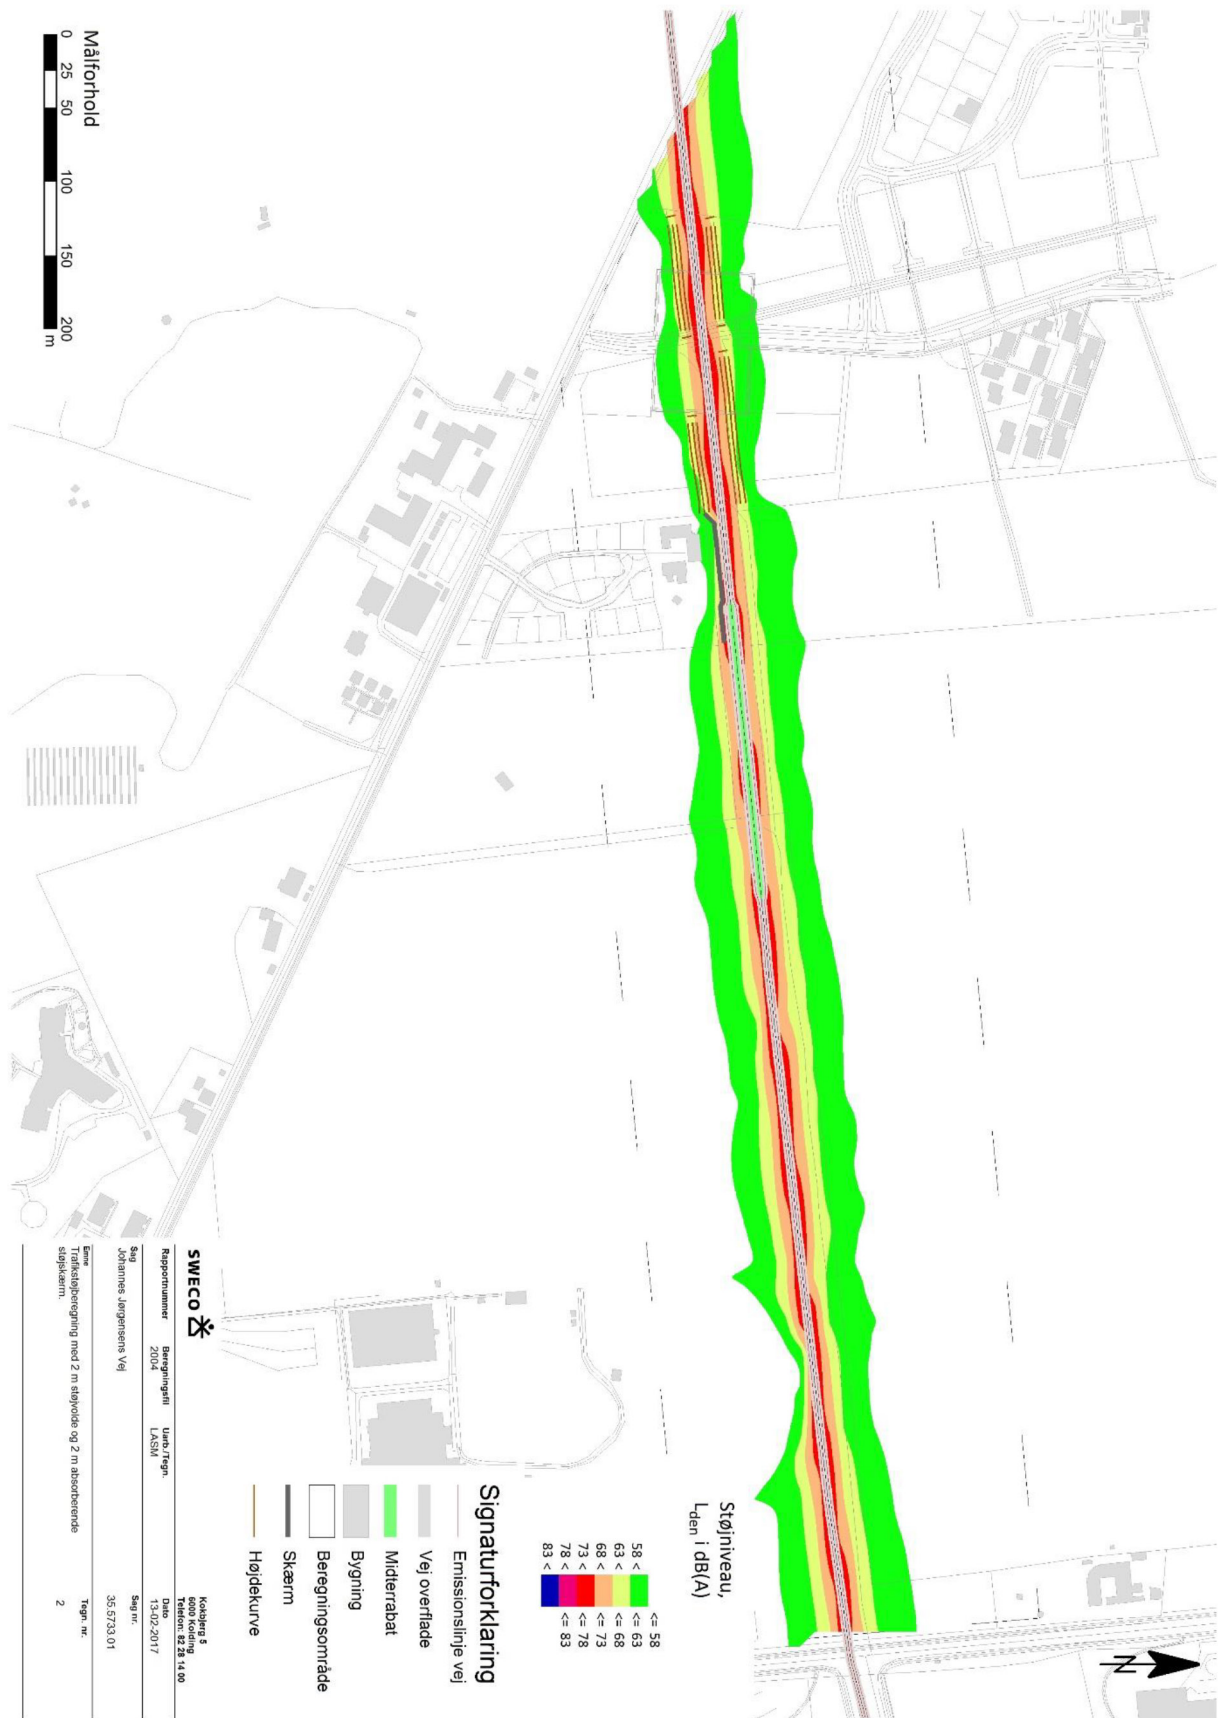 Målforhold
0 25 50 100 150 200
m
Støjniveau,
Lden i dB(A)
<= 58
58 < <= 63
63 < <= 68
68 < <= 73
73 < <= 78
78 < <= 83
83 <
Signaturforklaring
Emissionslinje vej
Vej overflade
Midterrabat
Bygning
Beregningsområde
Skærm
Højdekurve
N
SWECO
Kokbjerg 5
6000 Kolding
Telefon: 82 28 14 00
Rapportnummer Beregningsfil Uarb./Tegn. Dato
2004 LASM 13-02-2017
Sag Sag nr.
Johannes Jørgensens Vej 35.5733.01
Emne Tegn. nr.
Trafikstøjberegning med 2 m støjvolde og 2 m absorberende 2
støjskærm.